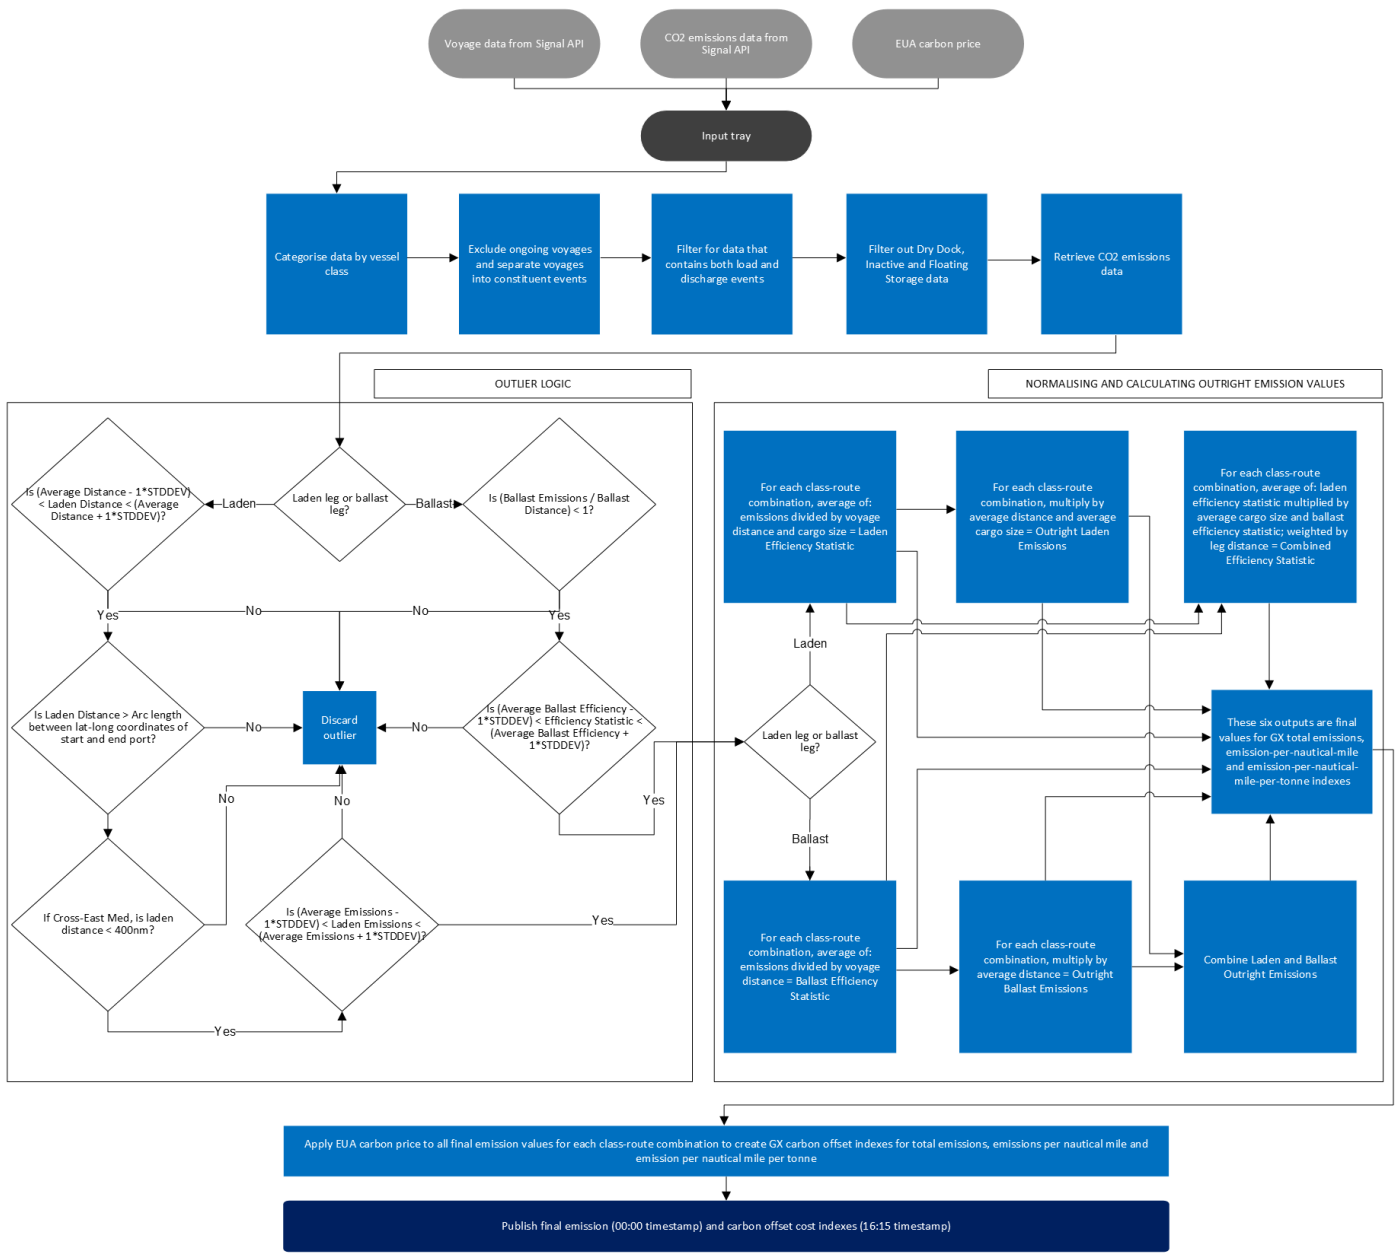 Voyage data from Signal API
CO2 emissions data from
Signal API
EUA carbon price
Input tray
Categorise data by vessel
class
Exclude ongoing voyages
and separate voyages
into constituent events
Filter for data that
contains both load and
discharge events
Filter out Dry Dock,
Inactive and Floating
Storage data
Retrieve CO2 emissions
data
OUTLIER LOGIC
Is (Average Distance - 1*STDDEV)
< Laden Distance < (Average
Distance + 1*STDDEV)?
Laden
Laden leg or ballast
leg?
Ballast
Is (Ballast Emissions / Ballast
Distance) < 1?
Yes
No
No
Yes
Is Laden Distance > Arc length
between lat-long coordinates of
start and end port?
No
Discard
outlier
No
Is (Average Ballast Efficiency -
1*STDDEV) < Efficiency Statistic <
(Average Ballast Efficiency +
1*STDDEV)?
No
No
Yes
If Cross-East Med, is laden
distance < 400nm?
Is (Average Emissions -
1*STDDEV) < Laden Emissions <
(Average Emissions + 1*STDDEV)?
Yes
Yes
NORMALISING AND CALCULATING OUTRIGHT EMISSION VALUES
For each class-route
combination, average of:
emissions divided by voyage
distance and cargo size = Laden
Efficiency Statistic
For each class-route
combination, multiply by
average distance and average
cargo size = Outright Laden
Emissions
For each class-route
combination, average of: laden
efficiency statistic multiplied by
average cargo size and ballast
efficiency statistic; weighted by
leg distance = Combined
Efficiency Statistic
Laden
Laden leg or ballast
leg?
Ballast
These six outputs are final
values for GX total emissions,
emission-per-nautical-mile
and emission-per-nautical-
mile-per-tonne indexes
For each class-route
combination, average of:
emissions divided by voyage
distance = Ballast Efficiency
Statistic
For each class-route
combination, multiply by
average distance = Outright
Ballast Emissions
Combine Laden and Ballast
Outright Emissions
Apply EUA carbon price to all final emission values for each class-route combination to create GX carbon offset indexes for total emissions, emissions per nautical mile and
emission per nautical mile per tonne
Publish final emission (00:00 timestamp) and carbon offset cost indexes (16:15 timestamp)